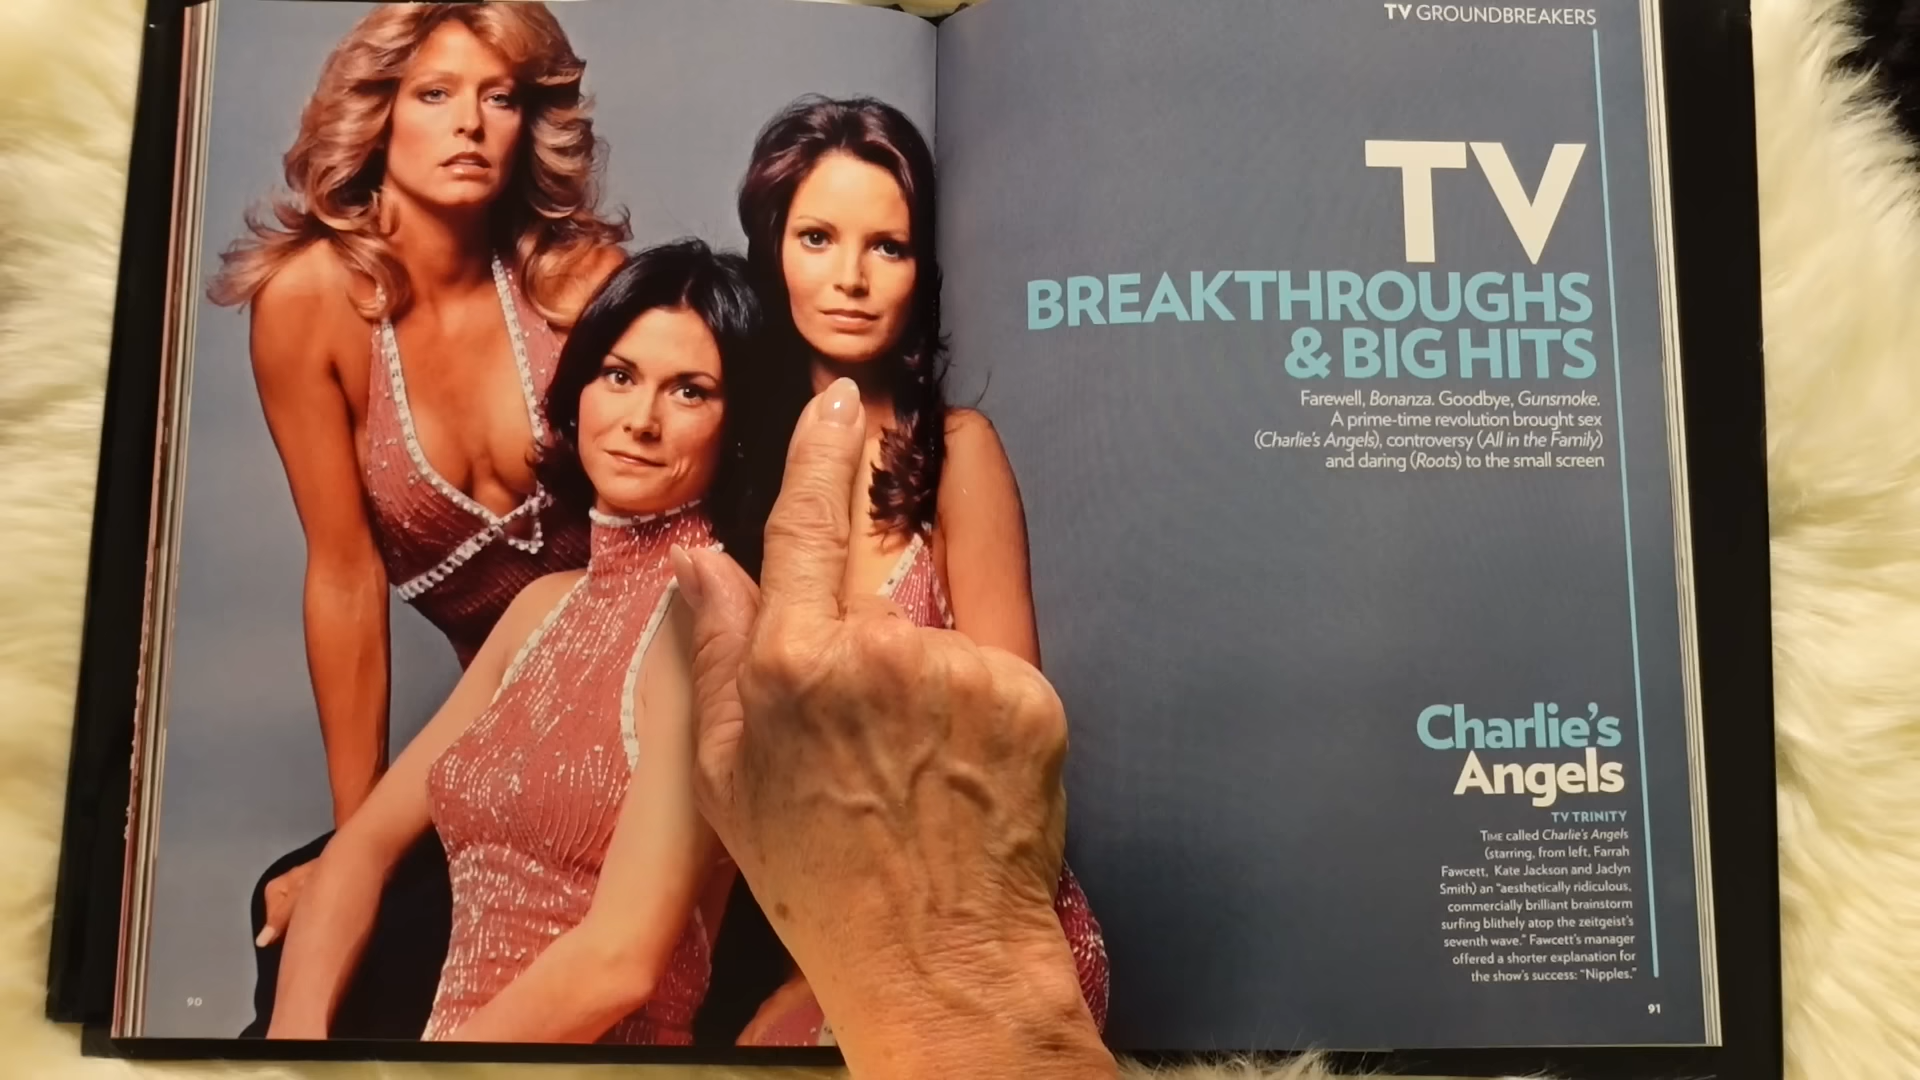 TV GROUNDBREAKERS
TV
BREAKTHROUGHS
& BIG HITS
Farewell, Bonanza. Goodbye, Gunsmoke.
A prime-time revolution brought sex
(Charlie's Angels), controversy (All in the Family)
and daring (Roots) to the small screen
Charlie's
Angels
TV TRINITY
TIME called Charlie's Angels
(starring, from left, Farrah
Fawcett, Kate Jackson and Jaclyn
Smith) an "aesthetically ridiculous,
commercially brilliant brainstorm
surfing blithely atop the zeitgeist's
seventh wave." Fawcett's manager
offered a shorter explanation for
the show's success: "Nipples."
90
91